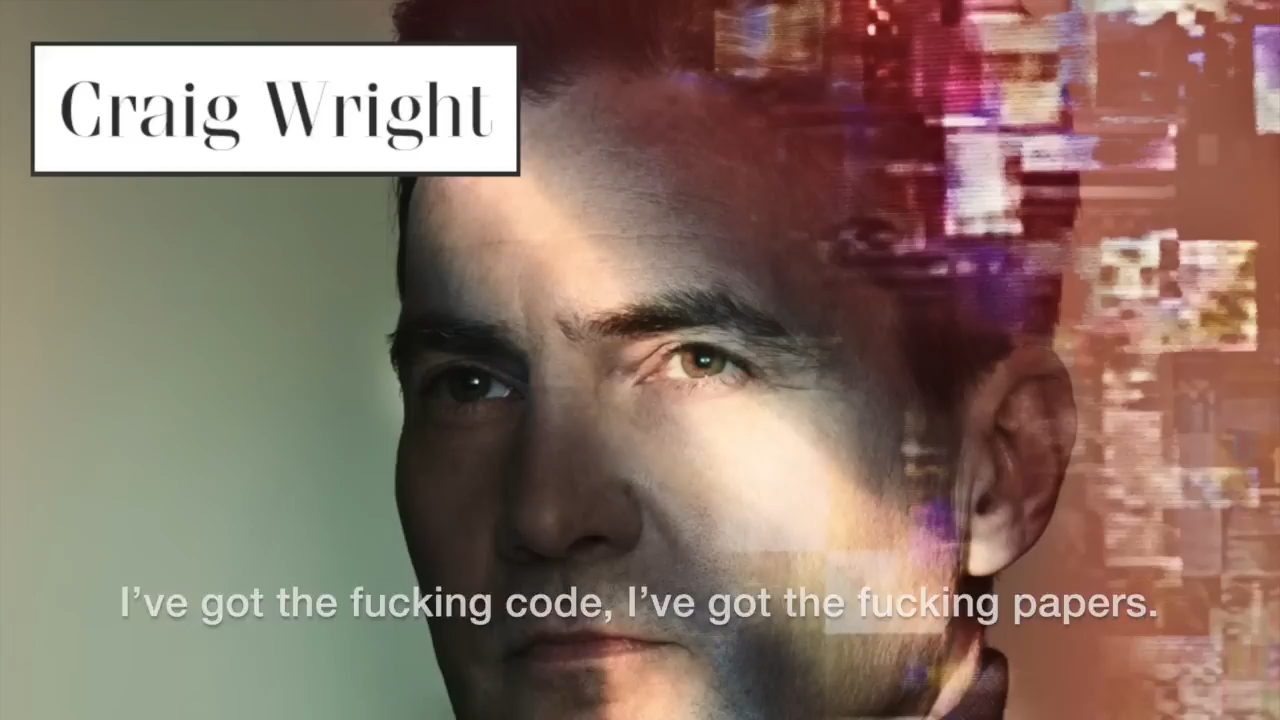 Craig Wright
I’ve got the fucking code, I’ve got the fucking papers.